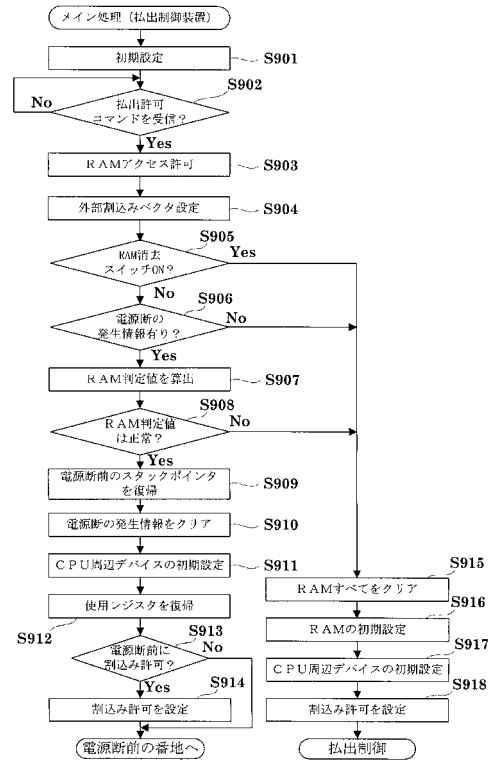 メイン処理（払出制御装置）
初期設定
S901
S902
払出許可
コマンドを受信？
No
Yes
RAMアクセス許可
S903
外部割込みベクタ設定
S904
S905
RAM消去
スイッチON？
Yes
No
S906
電源断の
発生情報有り？
No
Yes
RAM判定値を算出
S907
S908
RAM判定値
は正常？
No
Yes
電源断前のスタックポインタ
を復帰
S909
電源断の発生情報をクリア
S910
CPU周辺デバイスの初期設定
S911
使用レジスタを復帰
S912
S913
電源断前に
割込み許可？
No
Yes
S914
割込み許可を設定
電源断前の番地へ
S915
RAMすべてをクリア
S916
RAMの初期設定
S917
CPU周辺デバイスの初期設定
S918
割込み許可を設定
払出制御